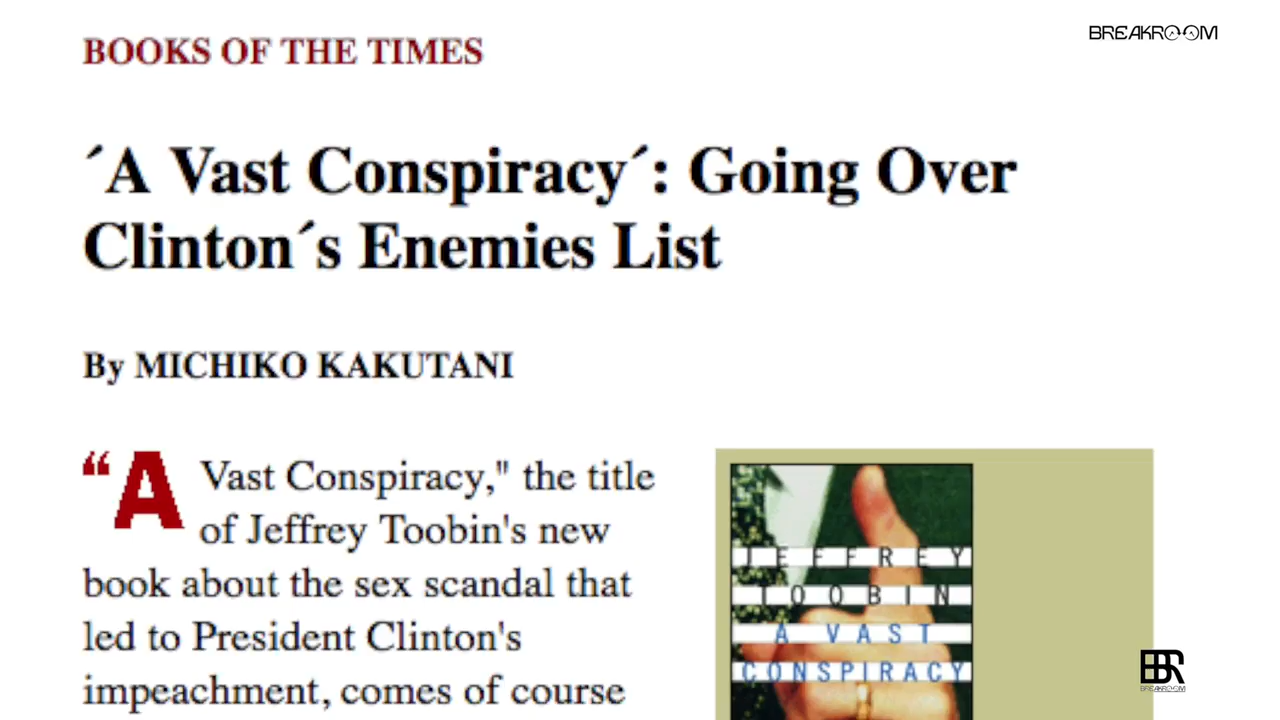 BREAKROOM
BOOKS OF THE TIMES
´A Vast Conspiracy´: Going Over
Clinton´s Enemies List
By MICHIKO KAKUTANI
“A Vast Conspiracy," the title
of Jeffrey Toobin's new
book about the sex scandal that
led to President Clinton's
impeachment, comes of course
JEFFREY
TOOBIN
A VAST
CONSPIRACY
BR
BREAKROOM